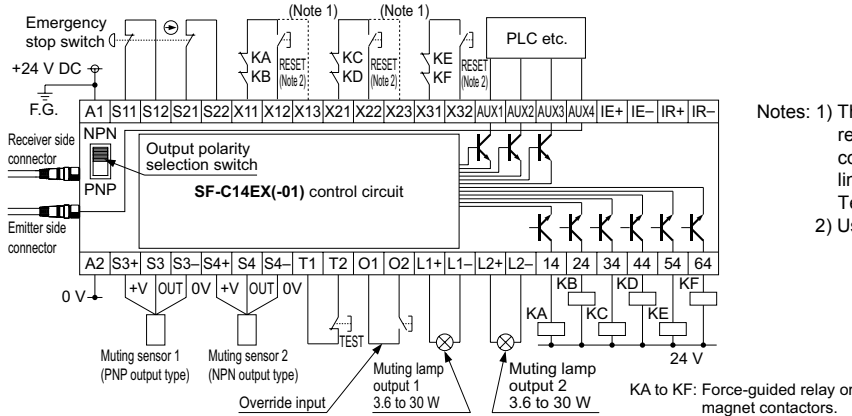 Emergency
stop switch
+24 V DC
F.G.
(Note 1) (Note 1)
KA
KB
RESET
(Note 2)
KC
KD
RESET
(Note 2)
KE
KF
RESET
(Note 2)
PLC etc.
A1 S11 S12 S21 S22 X11 X12 X13 X21 X22 X23 X31 X32 AUX1 AUX2 AUX3 AUX4 IE+ IE– IR+ IR–
Receiver side
connector
NPN
PNP
Output polarity
selection switch
SF-C14EX(-01) control circuit
Emitter side
connector
A2 S3+ S3 S3– S4+ S4 S4– T1 T2 O1 O2 L1+ L1– L2+ L2– 14 24 34 44 54 64
0 V
+V OUT 0V
+V OUT 0V
Muting sensor 1
(PNP output type)
Muting sensor 2
(NPN output type)
TEST
Override input
Muting lamp
output 1
3.6 to 30 W
Muting lamp
output 2
3.6 to 30 W
KB KD KF
KA KC KE
24 V
KA to KF: Force-guided relay or
magnet contactors.
Notes: 1)
2)